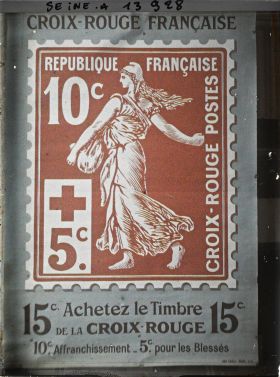 SEINE. A 13 928
CROIX-ROUGE FRANÇAISE
REPUBLIQUE FRANÇAISE
10c
CROIX-ROUGE POSTES
5c.
15c. Achetez le Timbre 15c.
DE LA CROIX-ROUGE
10c Affranchissement _ 5c pour les Blessés